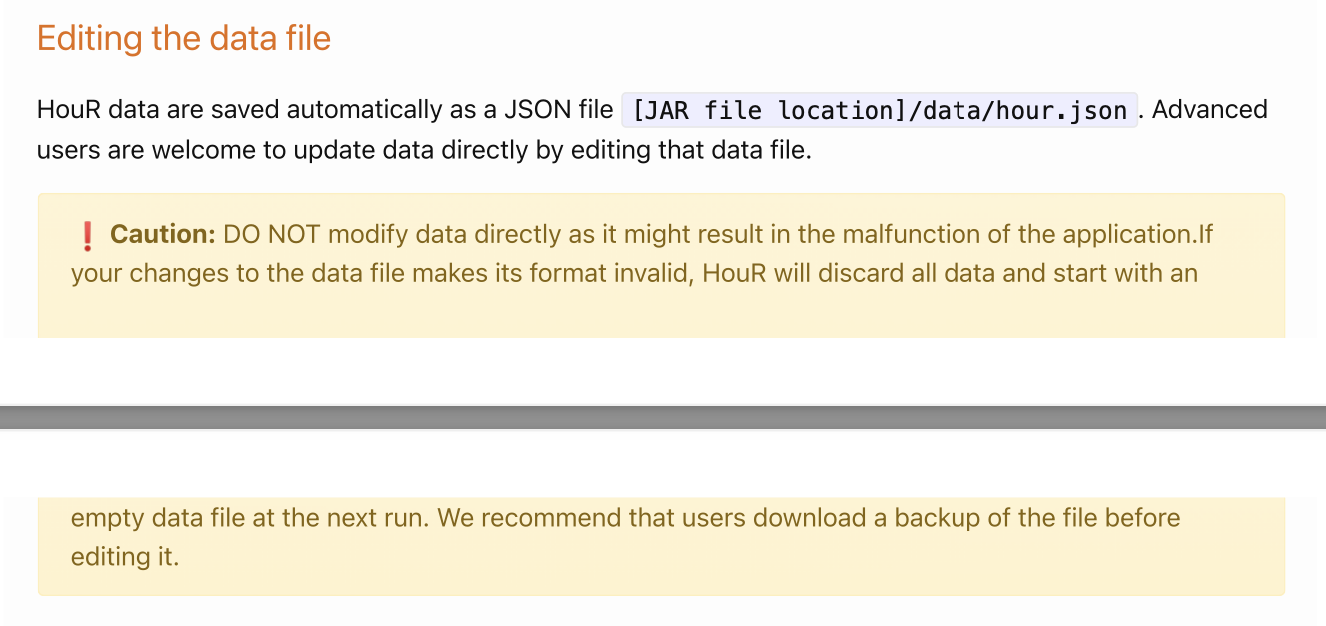 Editing the data file
HouR data are saved automatically as a JSON file [JAR file location]/data/hour.json. Advanced
users are welcome to update data directly by editing that data file.
❗ Caution: DO NOT modify data directly as it might result in the malfunction of the application.If
your changes to the data file makes its format invalid, HouR will discard all data and start with an
empty data file at the next run. We recommend that users download a backup of the file before
editing it.